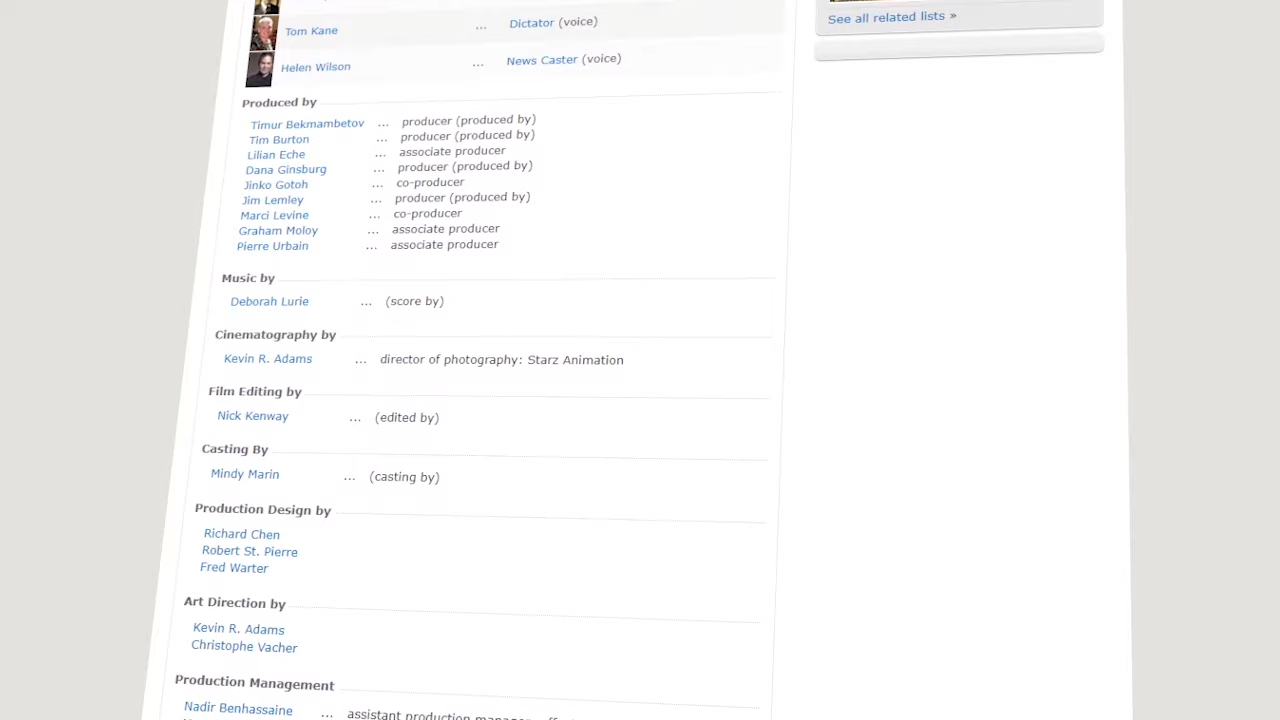 See all related lists »
Tom Kane ... Dictator (voice)
Helen Wilson ... News Caster (voice)
Produced by
Timur Bekmambetov ... producer (produced by)
Tim Burton ... producer (produced by)
Lilian Eche ... associate producer
Dana Ginsburg ... producer (produced by)
Jinko Gotoh ... co-producer
Jim Lemley ... producer (produced by)
Marci Levine ... co-producer
Graham Moloy ... associate producer
Pierre Urbain ... associate producer
Music by
Deborah Lurie ... (score by)
Cinematography by
Kevin R. Adams ... director of photography: Starz Animation
Film Editing by
Nick Kenway ... (edited by)
Casting By
Mindy Marin ... (casting by)
Production Design by
Richard Chen
Robert St. Pierre
Fred Warter
Art Direction by
Kevin R. Adams
Christophe Vacher
Production Management
Nadir Benhassaine ... assistant production manager